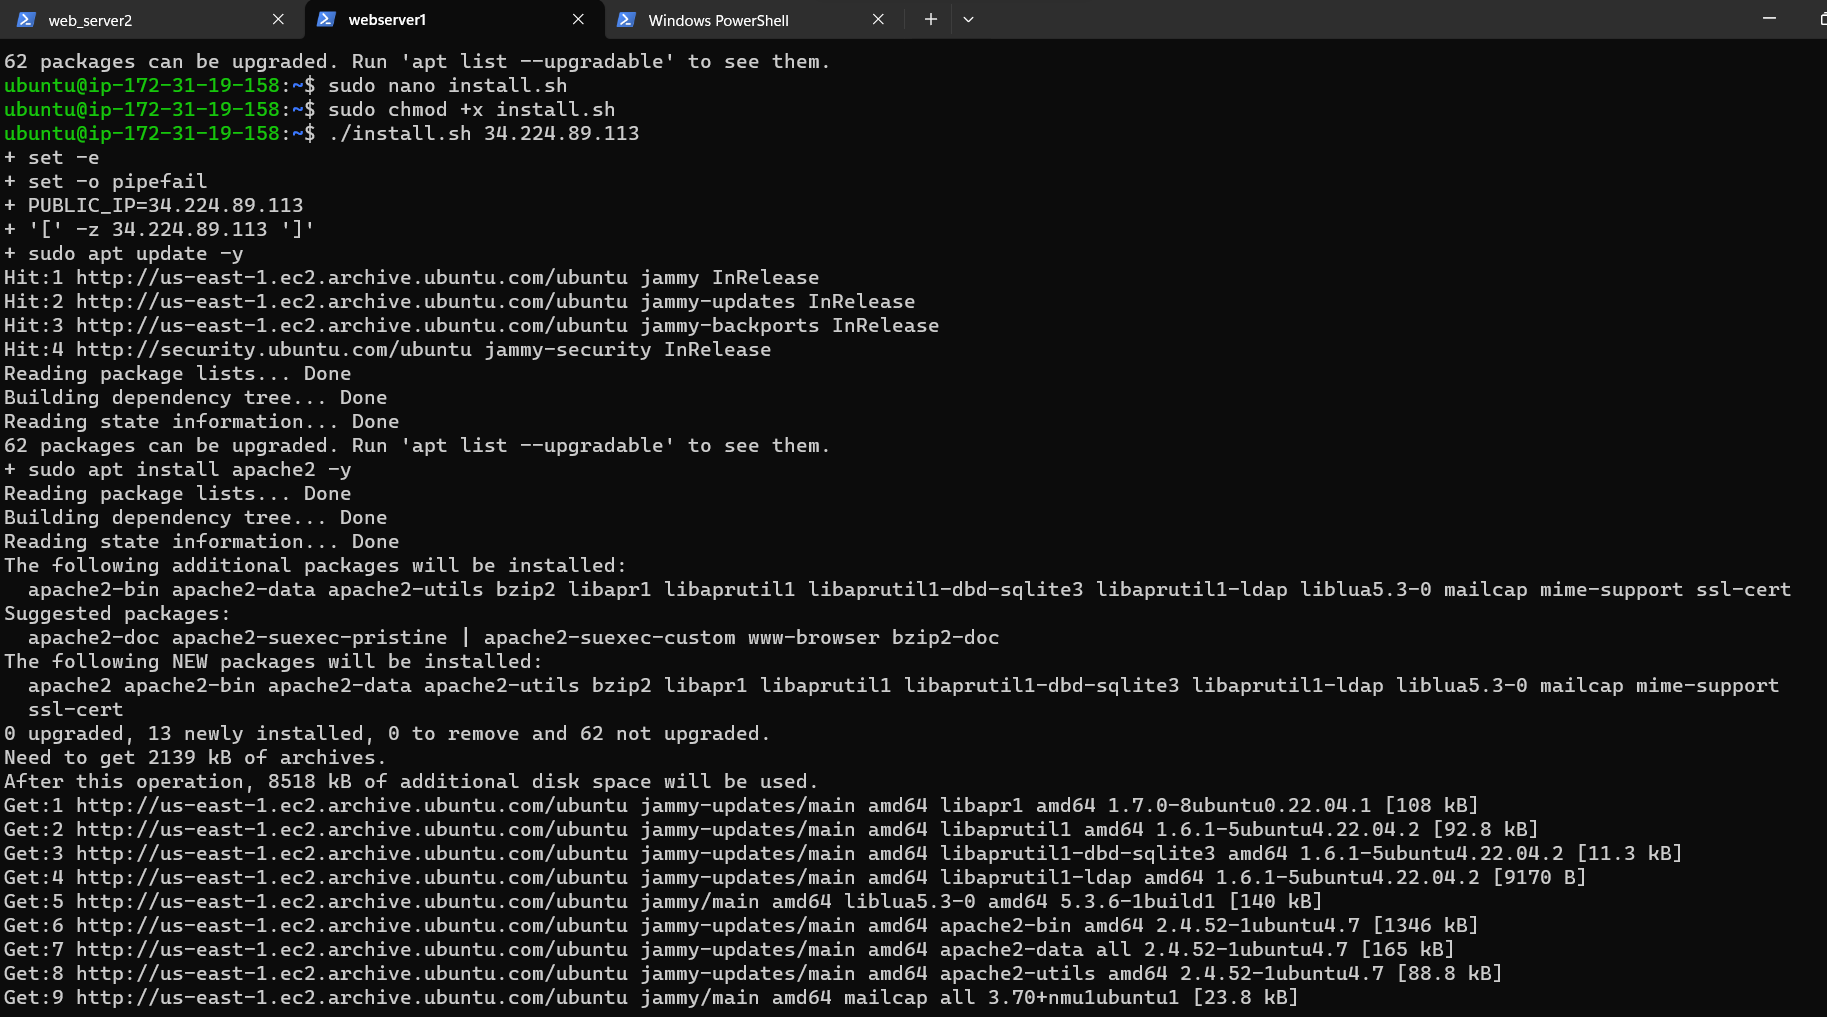 web_server2
webserver1
Windows PowerShell
62 packages can be upgraded. Run 'apt list --upgradable' to see them.
ubuntu@ip-172-31-19-158:~$ sudo nano install.sh
ubuntu@ip-172-31-19-158:~$ sudo chmod +x install.sh
ubuntu@ip-172-31-19-158:~$ ./install.sh 34.224.89.113
+ set -e
+ set -o pipefail
+ PUBLIC_IP=34.224.89.113
+ '[' -z 34.224.89.113 ']'
+ sudo apt update -y
Hit:1 http://us-east-1.ec2.archive.ubuntu.com/ubuntu jammy InRelease
Hit:2 http://us-east-1.ec2.archive.ubuntu.com/ubuntu jammy-updates InRelease
Hit:3 http://us-east-1.ec2.archive.ubuntu.com/ubuntu jammy-backports InRelease
Hit:4 http://security.ubuntu.com/ubuntu jammy-security InRelease
Reading package lists... Done
Building dependency tree... Done
Reading state information... Done
62 packages can be upgraded. Run 'apt list --upgradable' to see them.
+ sudo apt install apache2 -y
Reading package lists... Done
Building dependency tree... Done
Reading state information... Done
The following additional packages will be installed:
  apache2-bin apache2-data apache2-utils bzip2 libapr1 libaprutil1 libaprutil1-dbd-sqlite3 libaprutil1-ldap liblua5.3-0 mailcap mime-support ssl-cert
Suggested packages:
  apache2-doc apache2-suexec-pristine | apache2-suexec-custom www-browser bzip2-doc
The following NEW packages will be installed:
  apache2 apache2-bin apache2-data apache2-utils bzip2 libapr1 libaprutil1 libaprutil1-dbd-sqlite3 libaprutil1-ldap liblua5.3-0 mailcap mime-support
  ssl-cert
0 upgraded, 13 newly installed, 0 to remove and 62 not upgraded.
Need to get 2139 kB of archives.
After this operation, 8518 kB of additional disk space will be used.
Get:1 http://us-east-1.ec2.archive.ubuntu.com/ubuntu jammy-updates/main amd64 libapr1 amd64 1.7.0-8ubuntu0.22.04.1 [108 kB]
Get:2 http://us-east-1.ec2.archive.ubuntu.com/ubuntu jammy-updates/main amd64 libaprutil1 amd64 1.6.1-5ubuntu4.22.04.2 [92.8 kB]
Get:3 http://us-east-1.ec2.archive.ubuntu.com/ubuntu jammy-updates/main amd64 libaprutil1-dbd-sqlite3 amd64 1.6.1-5ubuntu4.22.04.2 [11.3 kB]
Get:4 http://us-east-1.ec2.archive.ubuntu.com/ubuntu jammy-updates/main amd64 libaprutil1-ldap amd64 1.6.1-5ubuntu4.22.04.2 [9170 B]
Get:5 http://us-east-1.ec2.archive.ubuntu.com/ubuntu jammy/main amd64 liblua5.3-0 amd64 5.3.6-1build1 [140 kB]
Get:6 http://us-east-1.ec2.archive.ubuntu.com/ubuntu jammy-updates/main amd64 apache2-bin amd64 2.4.52-1ubuntu4.7 [1346 kB]
Get:7 http://us-east-1.ec2.archive.ubuntu.com/ubuntu jammy-updates/main amd64 apache2-data all 2.4.52-1ubuntu4.7 [165 kB]
Get:8 http://us-east-1.ec2.archive.ubuntu.com/ubuntu jammy-updates/main amd64 apache2-utils amd64 2.4.52-1ubuntu4.7 [88.8 kB]
Get:9 http://us-east-1.ec2.archive.ubuntu.com/ubuntu jammy/main amd64 mailcap all 3.70+nmu1ubuntu1 [23.8 kB]